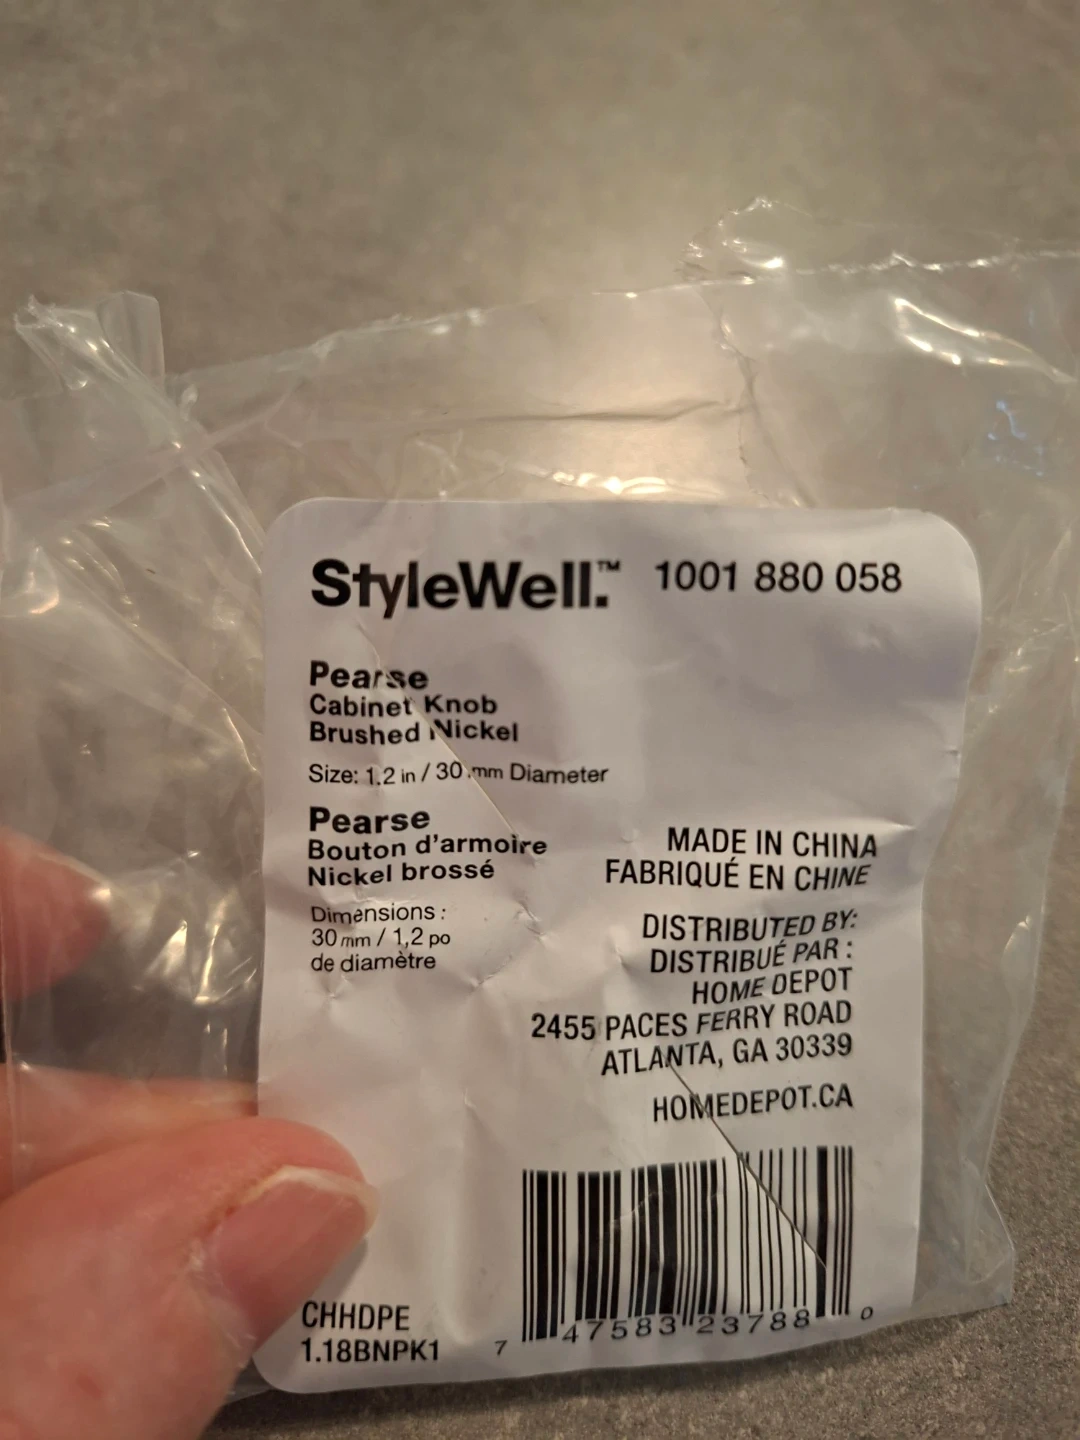 StyleWell.™ 1001 880 058
Pearse
Cabinet Knob
Brushed Nickel
Size: 1.2 in / 30 mm Diameter
Pearse
Bouton d'armoire
Nickel brossé
Dimensions :
30 mm / 1,2 po
de diamètre
MADE IN CHINA
FABRIQUÉ EN CHINE
DISTRIBUTED BY:
DISTRIBUÉ PAR :
HOME DEPOT
2455 PACES FERRY ROAD
ATLANTA, GA 30339
HOMEDEPOT.CA
CHHDPE
1.18BNPK1
7 47583 23788 0